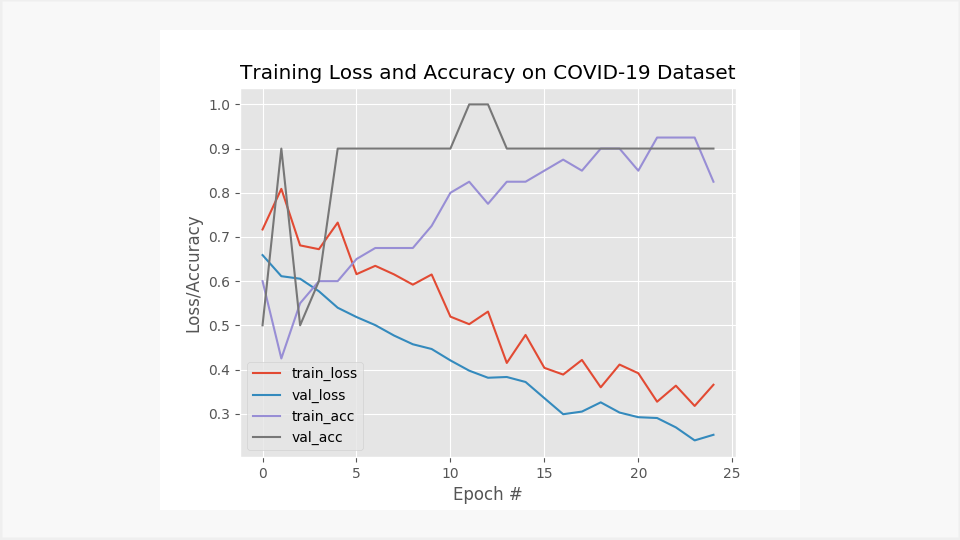 Training Loss and Accuracy on COVID-19 Dataset
1.0
0.9
0.8
0.7
0.6
0.5
0.4
0.3
Loss/Accuracy
train_loss
val_loss
train_acc
val_acc
0 5 10 15 20 25
Epoch #